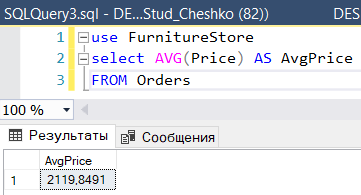 SQLQuery3.sql - DE...Stud_Cheshko (82))
DES
1 use FurnitureStore
2 select AVG(Price) AS AvgPrice
3 FROM Orders
100 %
Результаты Сообщения
AvgPrice
1 2119,8491